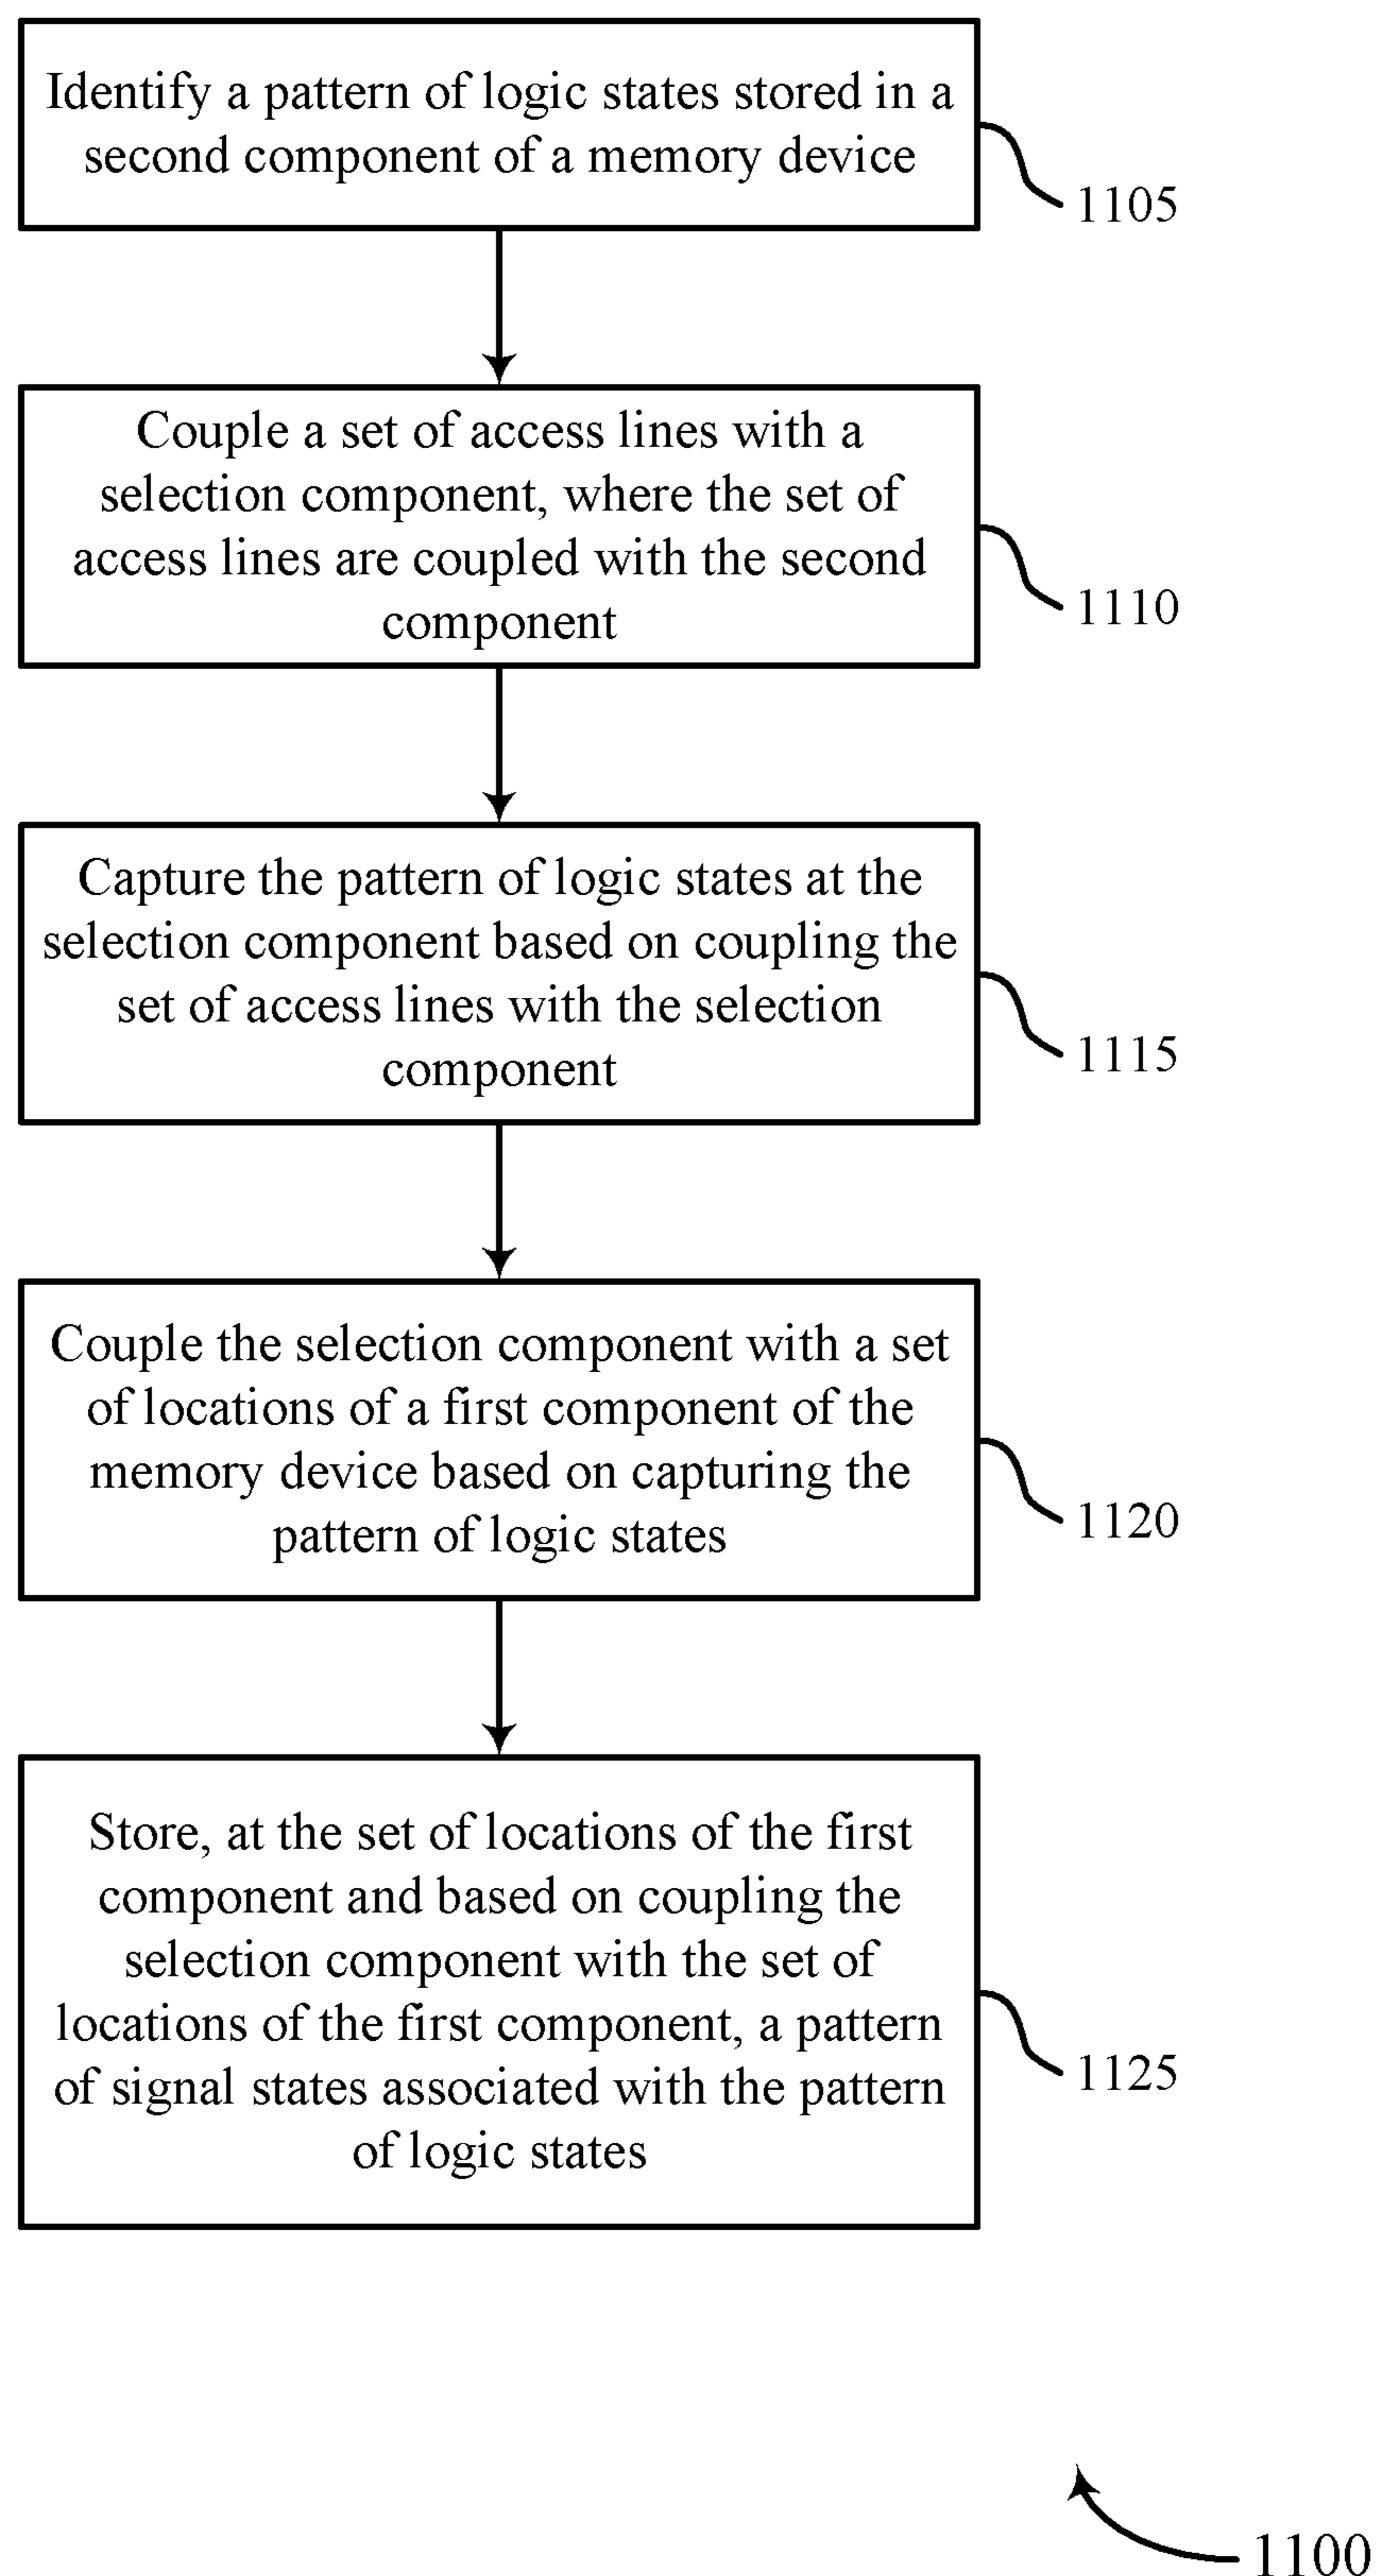 Identify a pattern of logic states stored in a
second component of a memory device
1105
Couple a set of access lines with a
selection component, where the set of
access lines are coupled with the second
component
1110
Capture the pattern of logic states at the
selection component based on coupling the
set of access lines with the selection
component
1115
Couple the selection component with a set
of locations of a first component of the
memory device based on capturing the
pattern of logic states
1120
Store, at the set of locations of the first
component and based on coupling the
selection component with the set of
locations of the first component, a pattern
of signal states associated with the pattern
of logic states
1125
1100